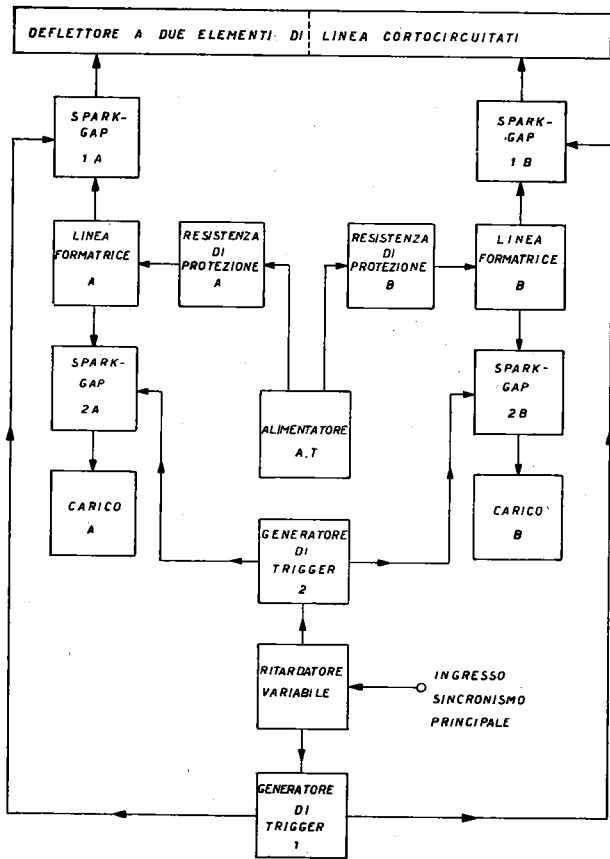 DEFLETTORE A DUE ELEMENTI DI LINEA CORTOCIRCUITATI
SPARK-
GAP
1 A
SPARK-
GAP
1 B
LINEA
FORMATRICE
A
RESISTENZA
DI
PROTEZIONE
A
RESISTENZA
DI
PROTEZIONE
B
LINEA
FORMATRICE
B
SPARK-
GAP
2A
ALIMENTATORE
A.T
SPARK-
GAP
2B
CARICO
A
CARICO
B
GENERATORE
DI
TRIGGER
2
RITARDATORE
VARIABILE
INGRESSO
SINCRONISMO
PRINCIPALE
GENERATORE
DI
TRIGGER
1